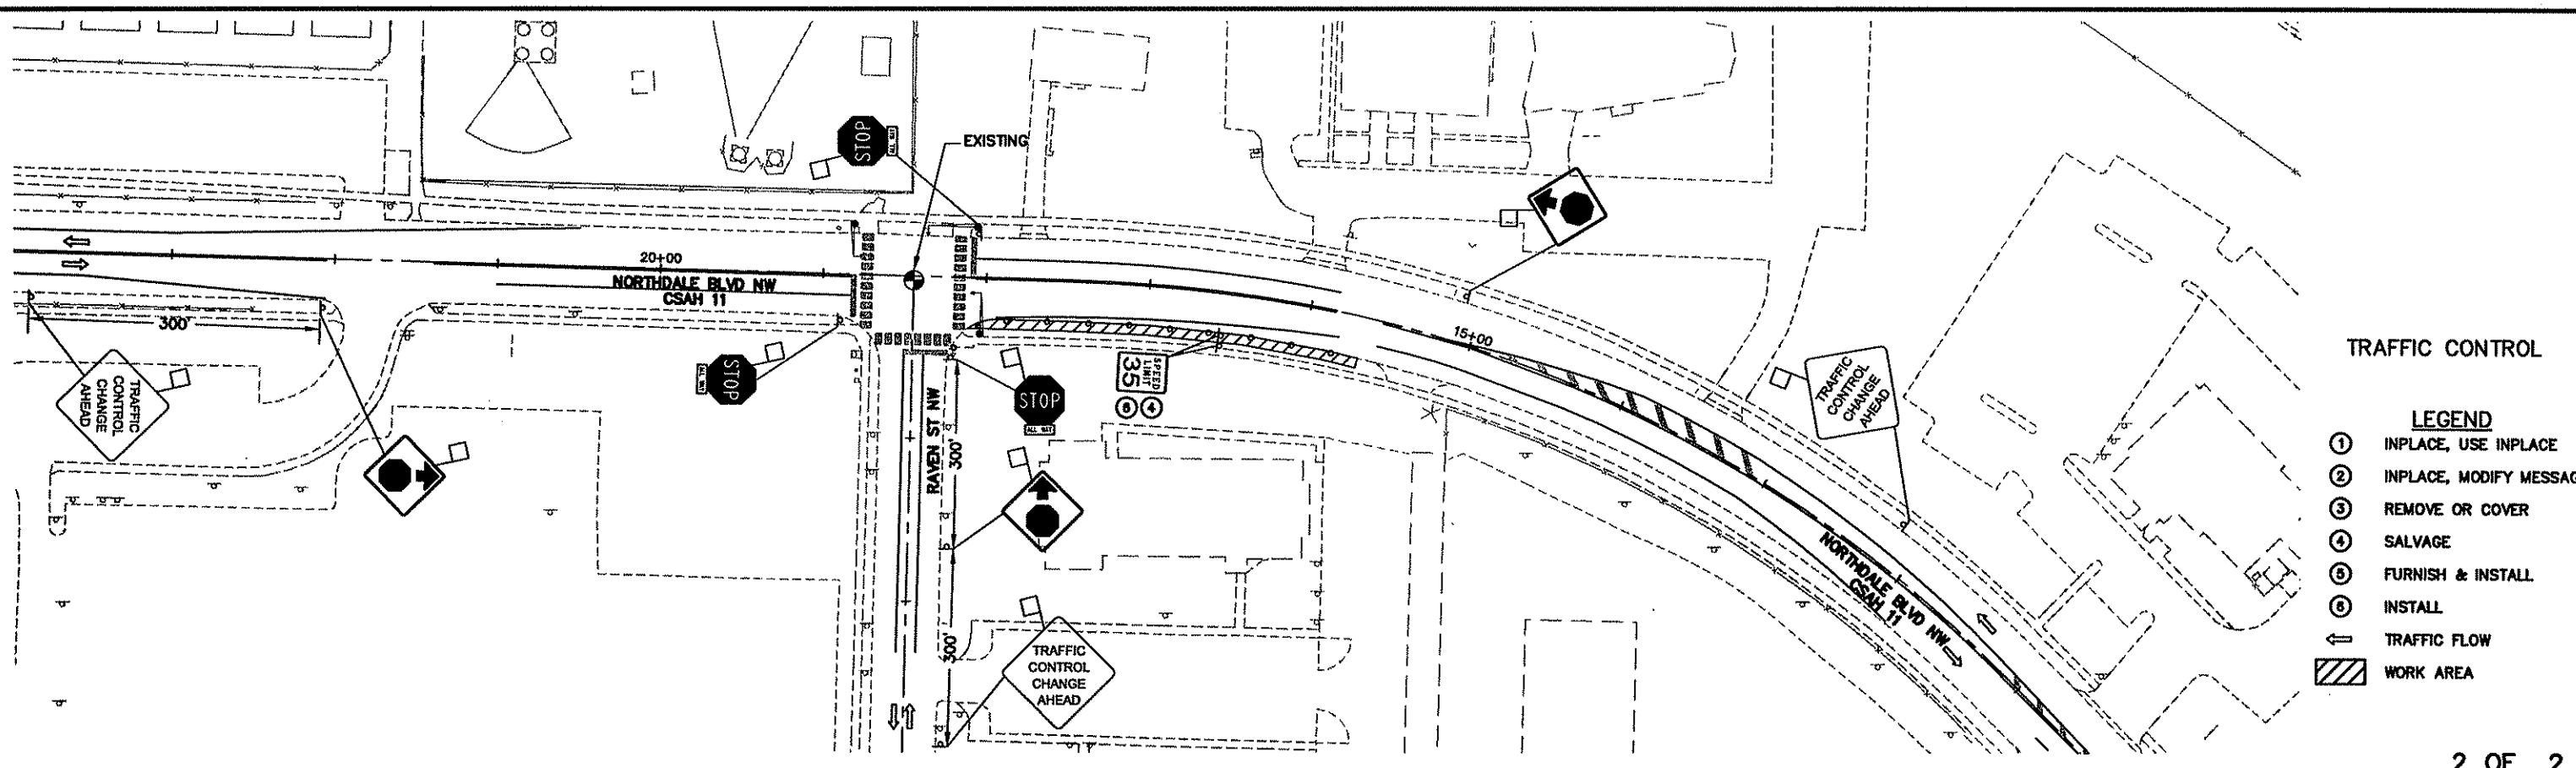 STOP
ALL WAY
EXISTING
20+00
NORTHDALE BLVD NW
CSAH 11
300'
TRAFFIC
CONTROL
CHANGE
AHEAD
STOP
ALL WAY
RAVEN ST NW
300'
STOP
ALL WAY
SPEED
LIMIT
35
6 4
15+00
TRAFFIC
CONTROL
CHANGE
AHEAD
300'
TRAFFIC
CONTROL
CHANGE
AHEAD
NORTHDALE BLVD NW
CSAH 11
TRAFFIC CONTROL
LEGEND
1 INPLACE, USE INPLACE
2 INPLACE, MODIFY MESSAG
3 REMOVE OR COVER
4 SALVAGE
5 FURNISH & INSTALL
6 INSTALL
TRAFFIC FLOW
WORK AREA
2 OF 2